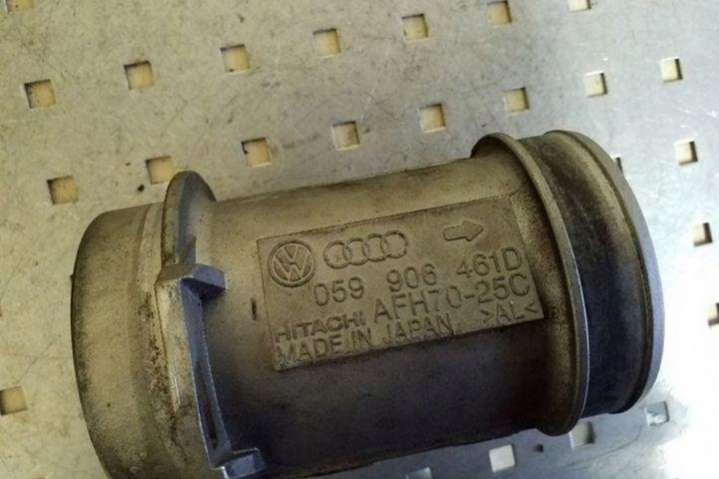 059 906 461D
HITACHI AFH70-25C
MADE IN JAPAN >AL<